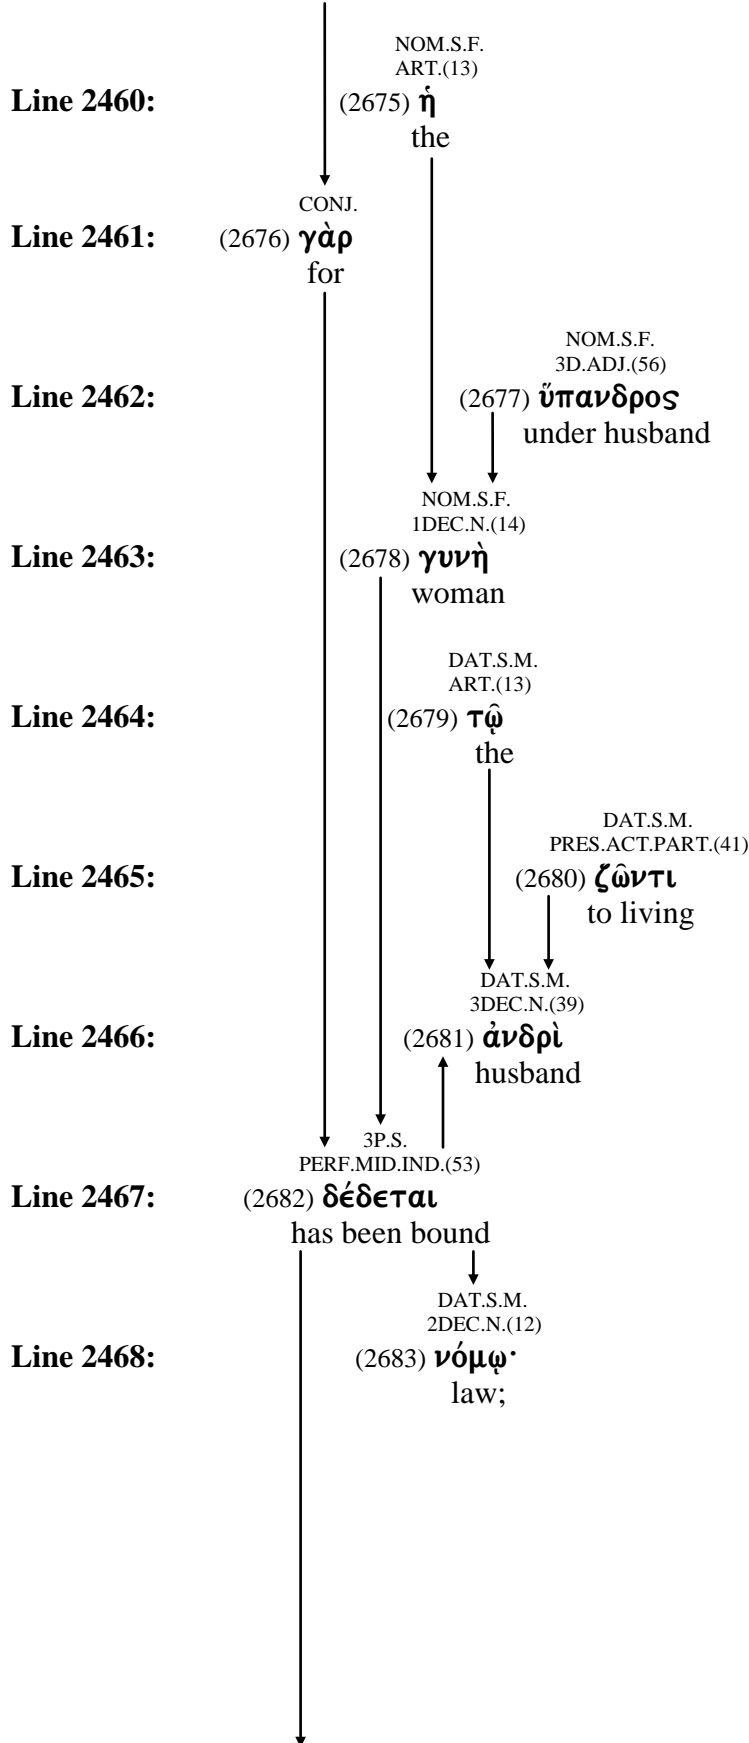 NOM.S.F.
ART.(13)
Line 2460: (2675) ἡ
the
CONJ.
Line 2461: (2676) γὰρ
for
NOM.S.F.
3D.ADJ.(56)
Line 2462: (2677) ὕπανδρος
under husband
NOM.S.F.
1DEC.N.(14)
Line 2463: (2678) γυνὴ
woman
DAT.S.M.
ART.(13)
Line 2464: (2679) τῷ
the
DAT.S.M.
PRES.ACT.PART.(41)
Line 2465: (2680) ζῶντι
to living
DAT.S.M.
3DEC.N.(39)
Line 2466: (2681) ἀνδρὶ
husband
3P.S.
PERF.MID.IND.(53)
Line 2467: (2682) δέδεται
has been bound
DAT.S.M.
2DEC.N.(12)
Line 2468: (2683) νόμῳ·
law;